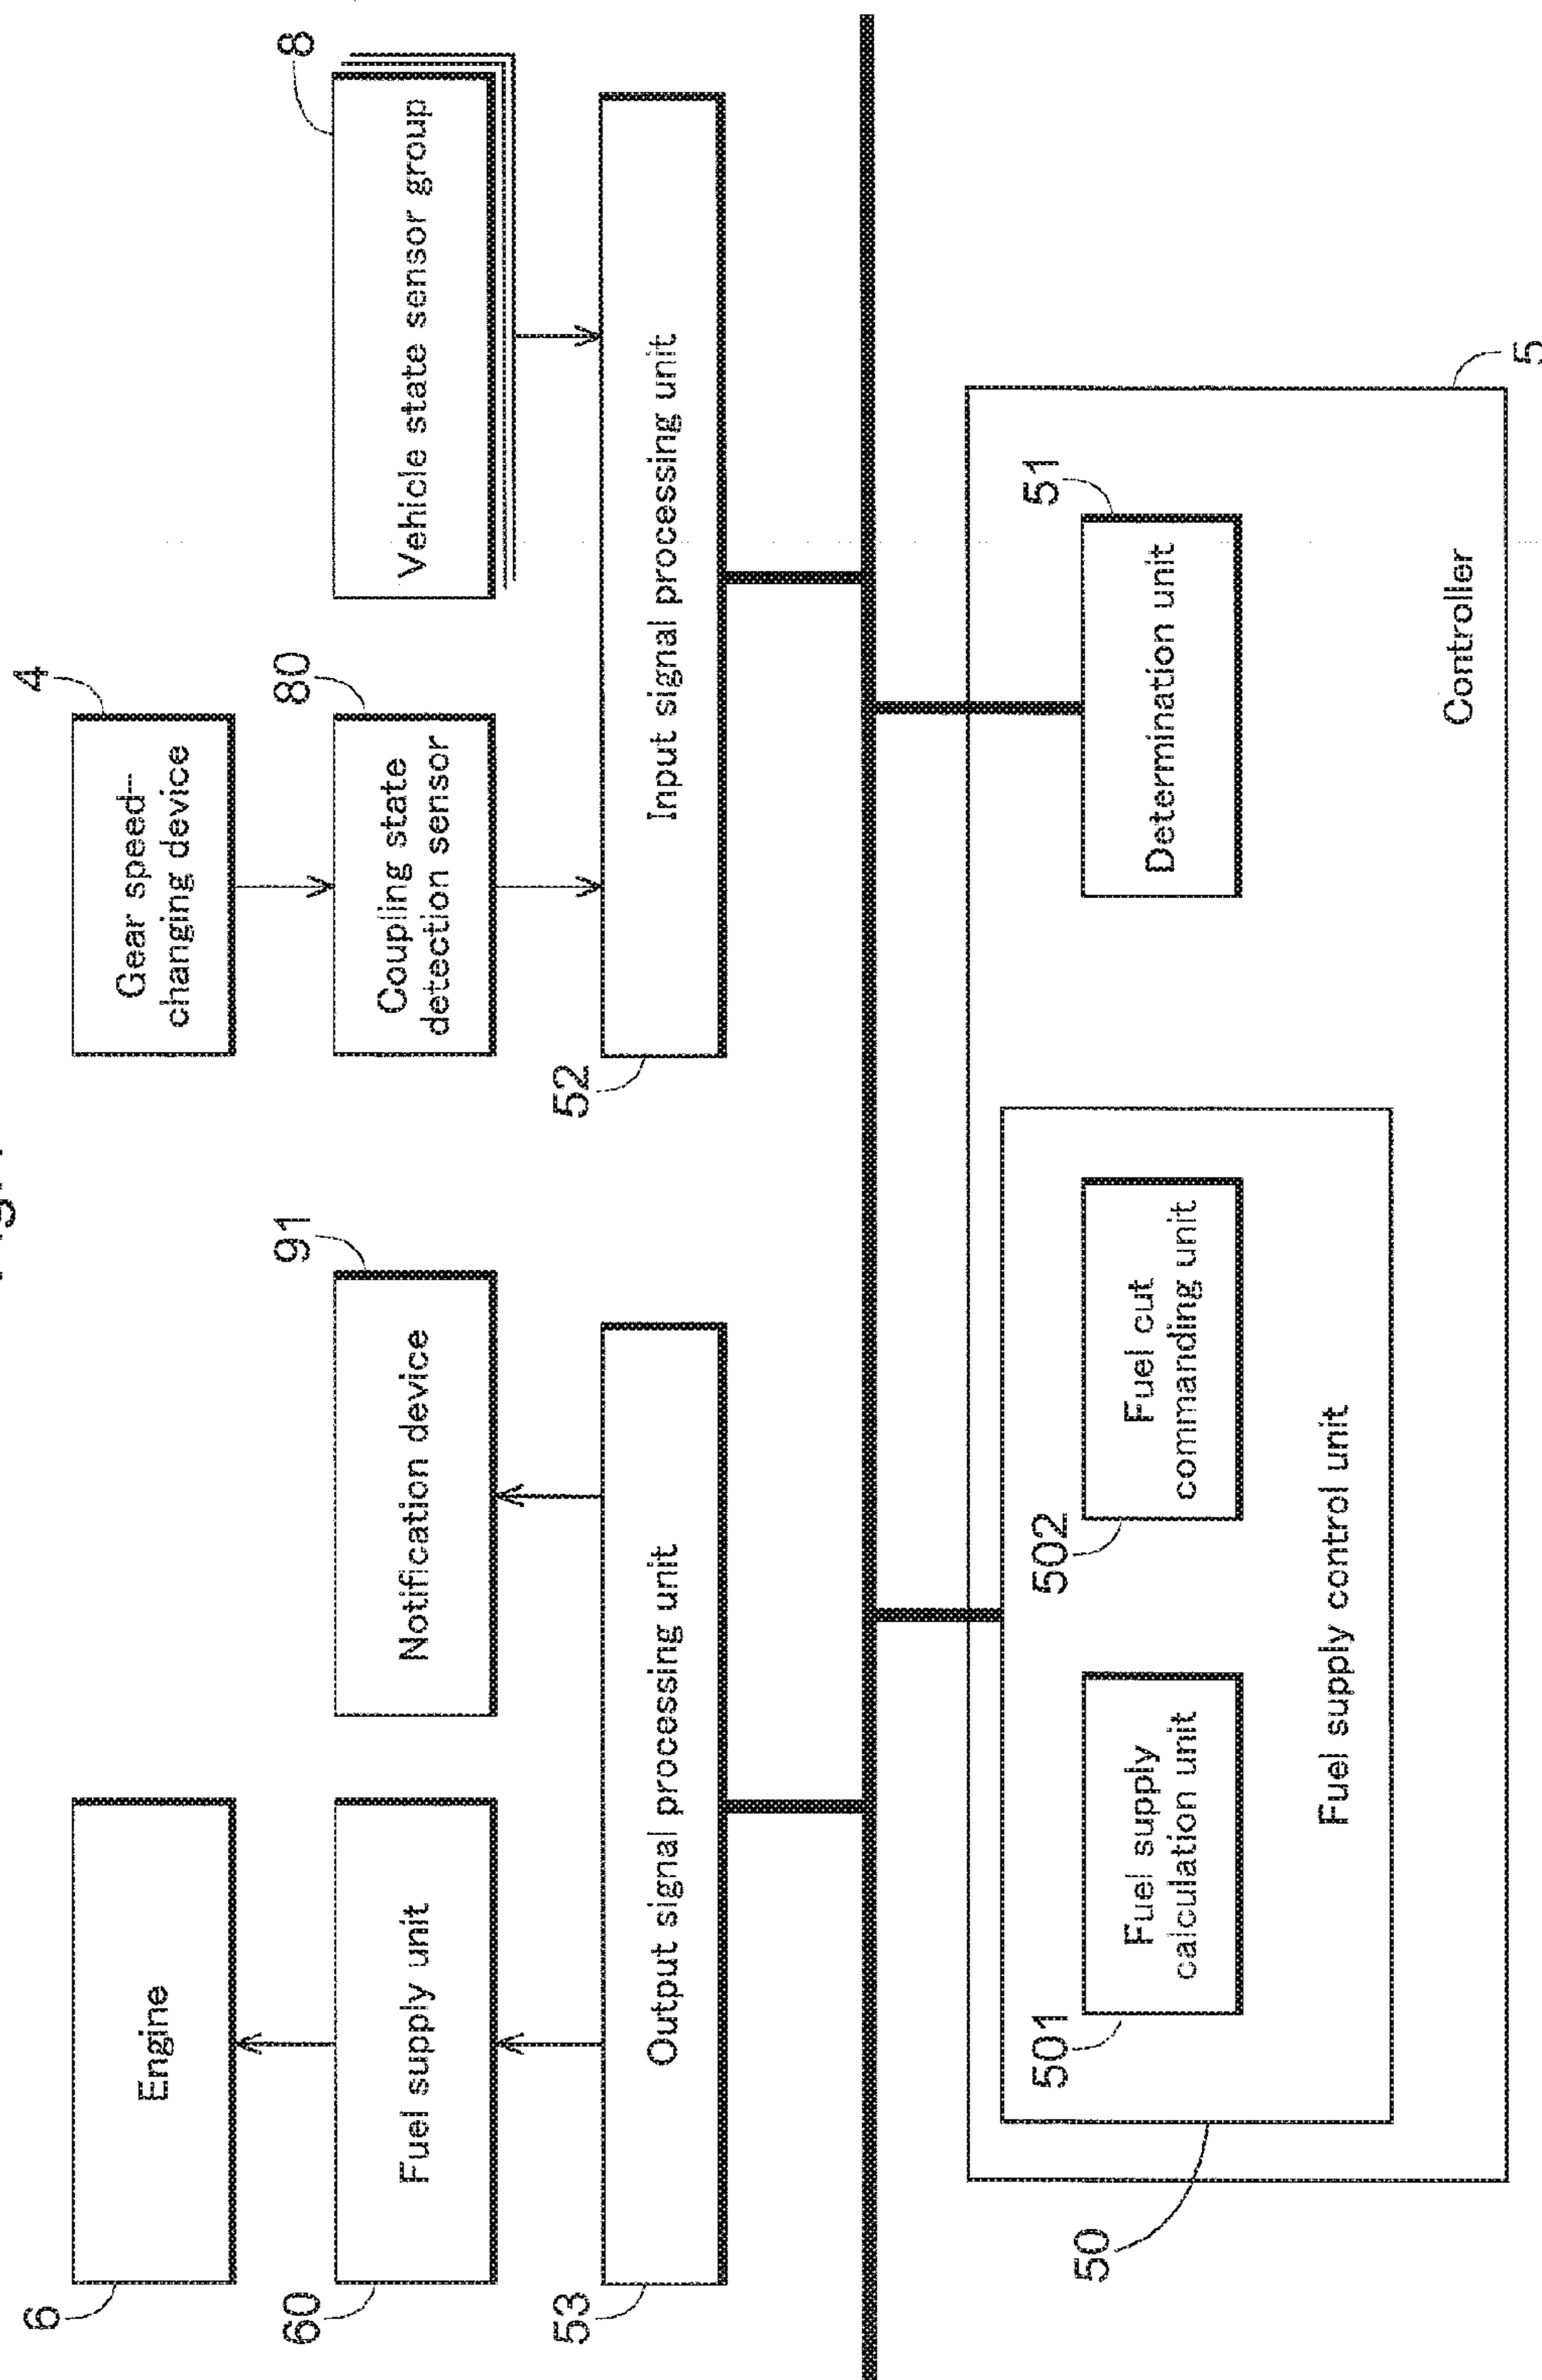 6
Engine
Gear speed-
changing device
4
60
Fuel supply unit
Notification device
91
Coupling state
detection sensor
80
Vehicle state sensor group
8
53
Output signal processing unit
52
Input signal processing unit
50
501
Fuel supply
calculation unit
502
Fuel cut
commanding unit
Fuel supply control unit
Determination unit
51
Controller
5